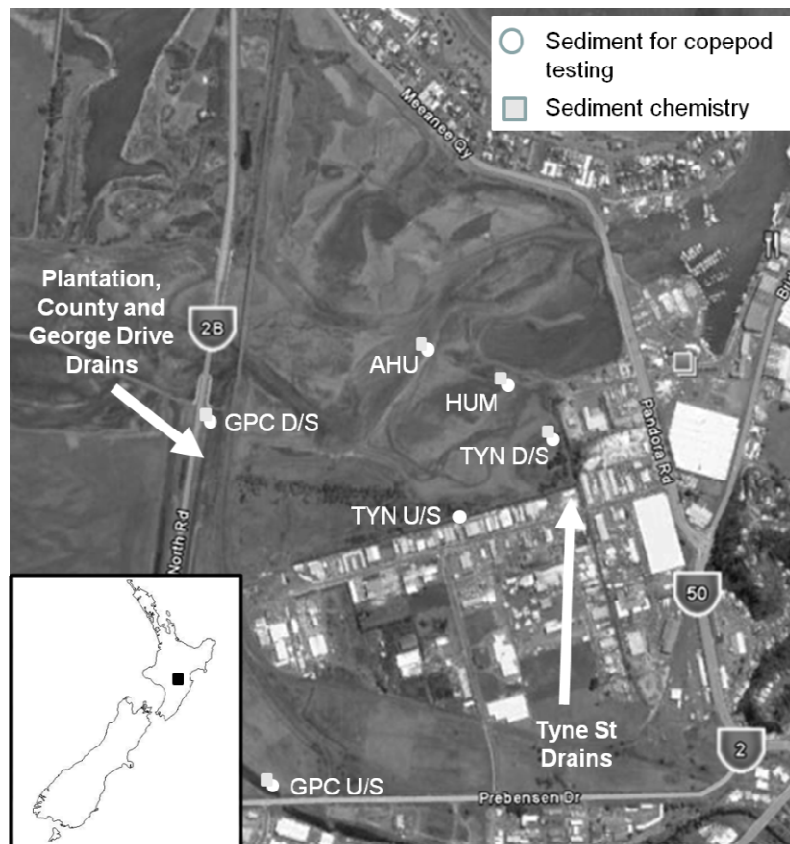 Sediment for copepod
testing
Sediment chemistry
Meeanee Qy
Plantation,
County and
George Drive
Drains
2B
AHU
HUM
GPC D/S
TYN D/S
Pandora Rd
TYN U/S
North Rd
50
Tyne St
Drains
2
GPC U/S
Prebensen Dr